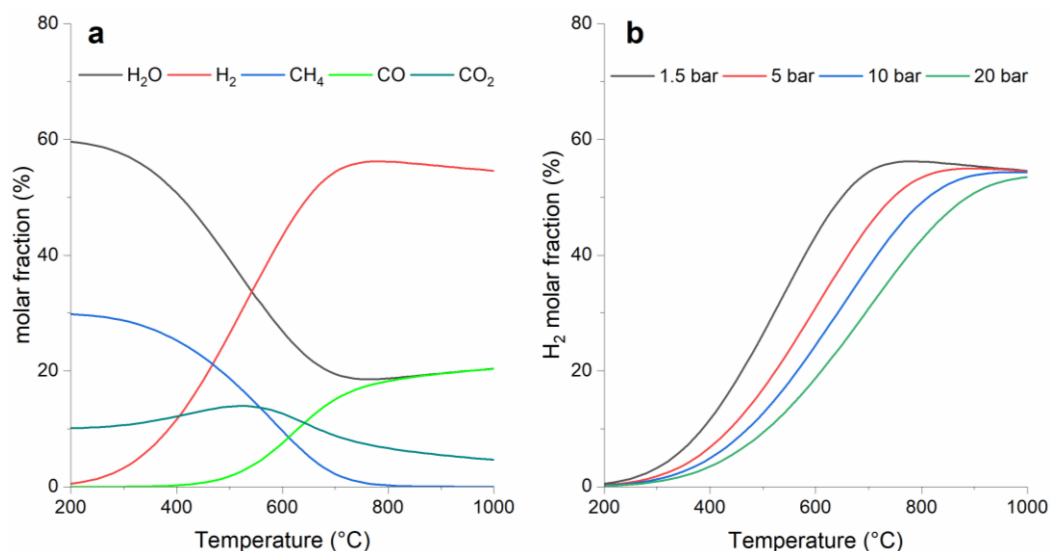 a
H₂O H₂ CH₄ CO CO₂
molar fraction (%)
80
60
40
20
0
200 400 600 800 1000
Temperature (°C)
b
1.5 bar 5 bar 10 bar 20 bar
H₂ molar fraction (%)
80
60
40
20
0
200 400 600 800 1000
Temperature (°C)